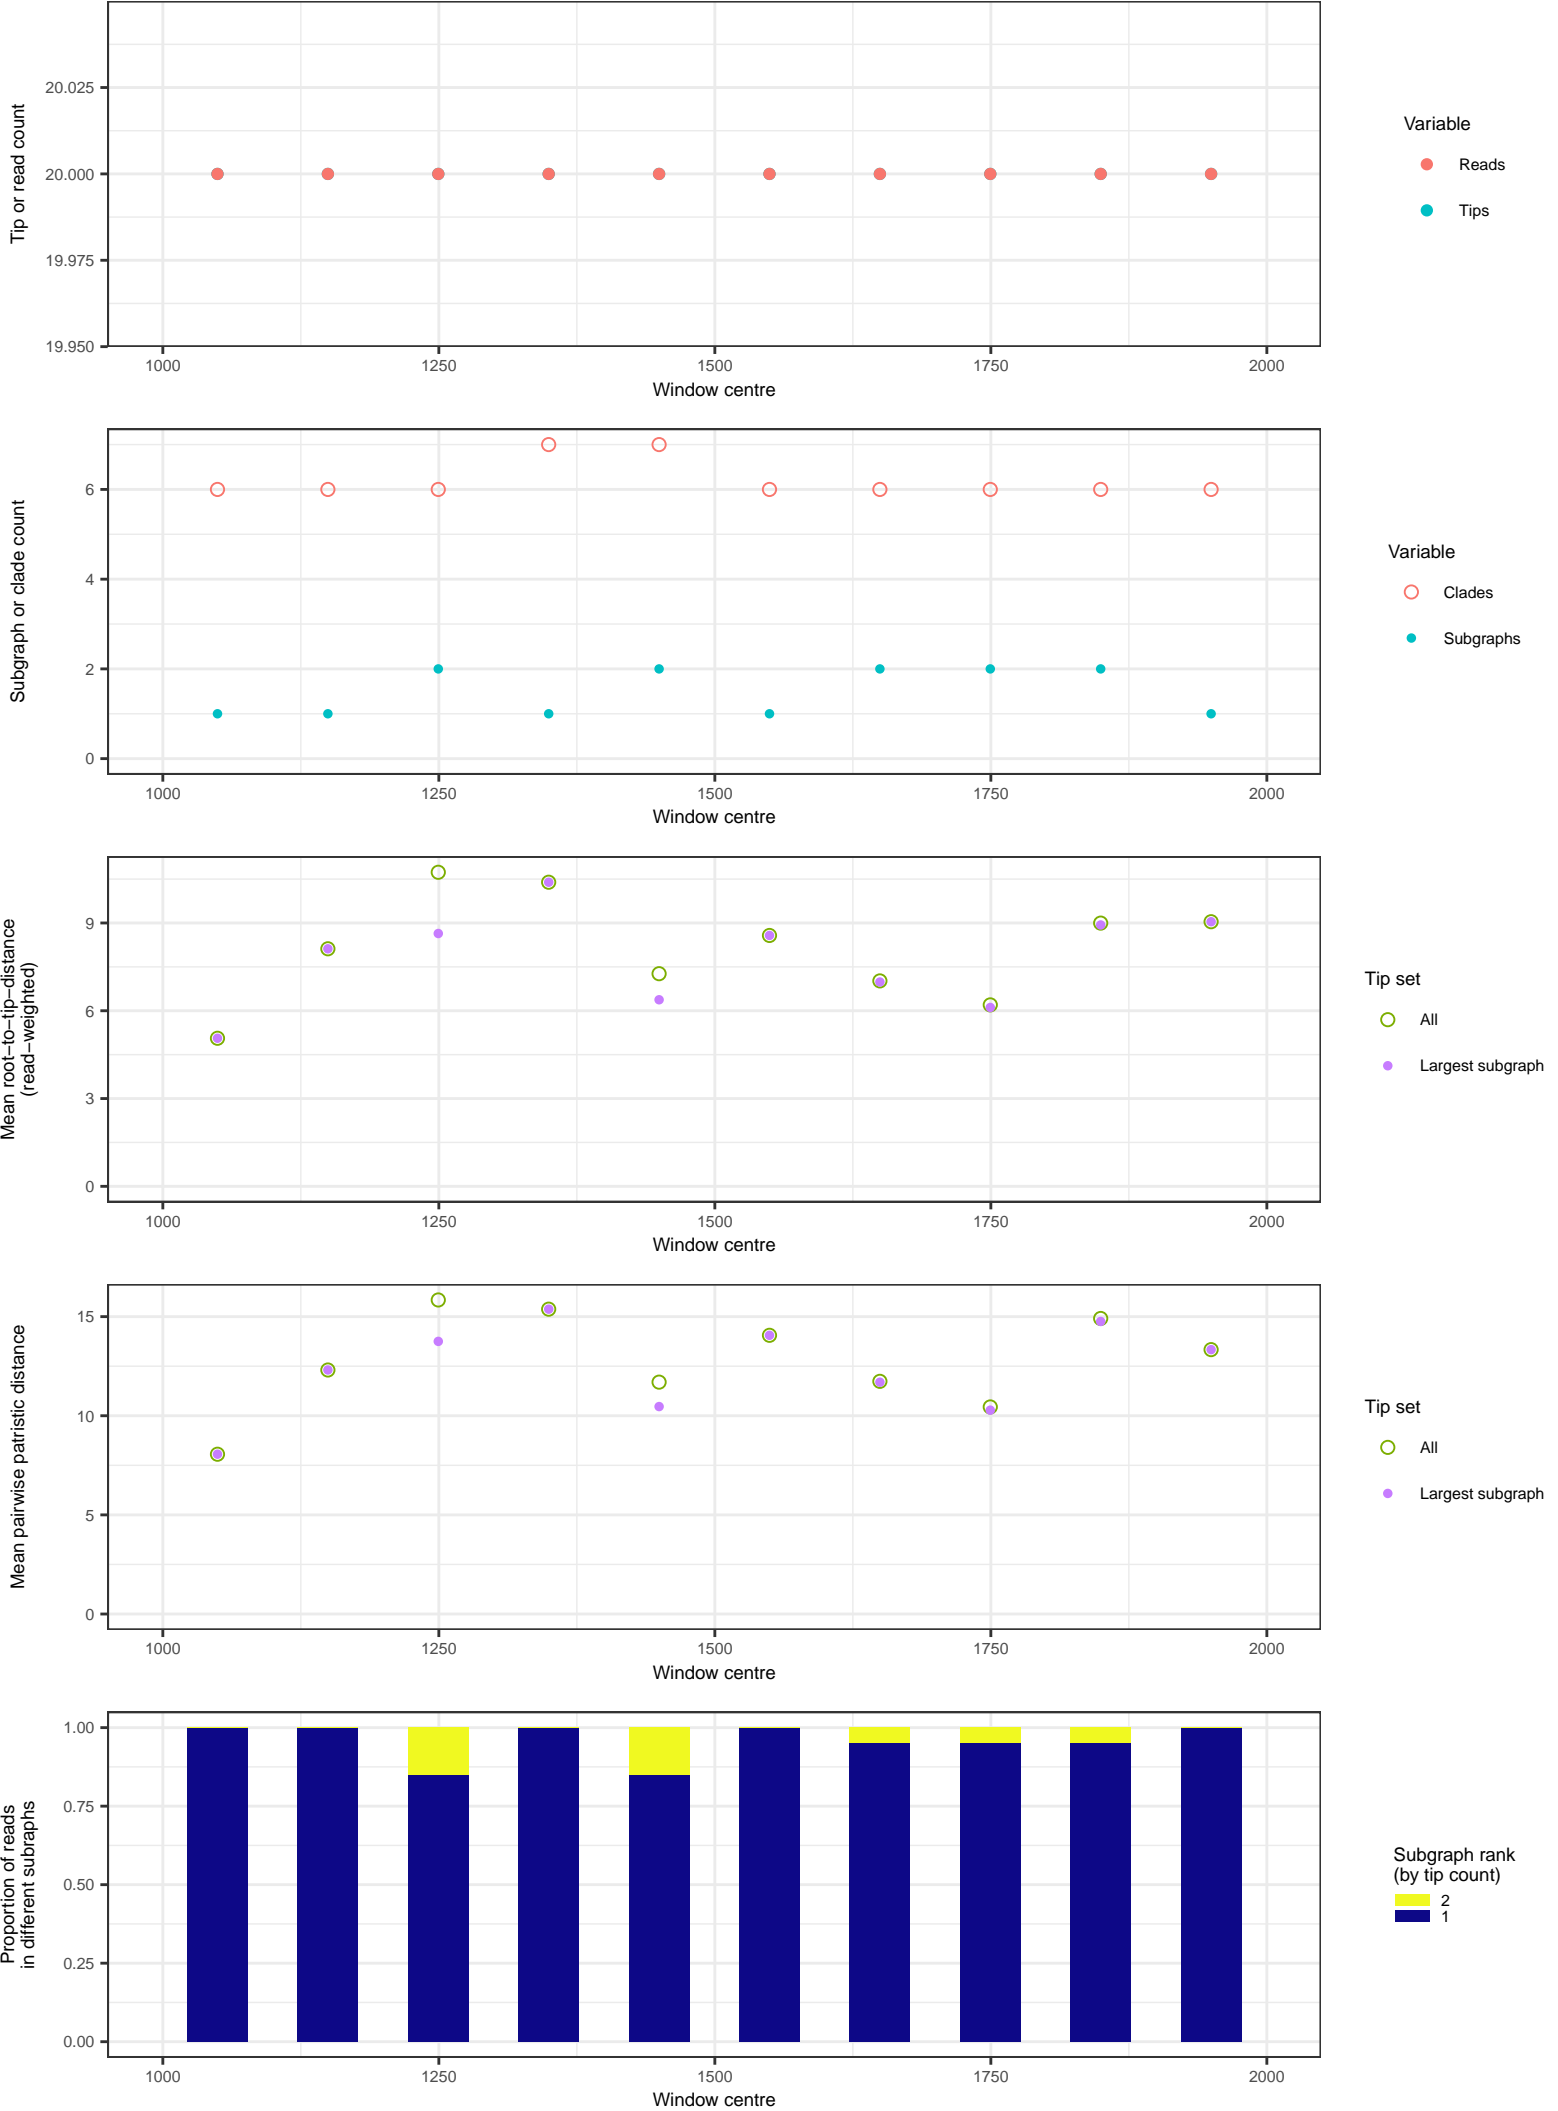 Tip or read count
20.025
20.000
19.975
19.950
1000 1250 1500 1750 2000
Window centre
Variable
Reads
Tips
Subgraph or clade count
6
4
2
0
1000 1250 1500 1750 2000
Window centre
Variable
Clades
Subgraphs
Mean root−to−tip−distance
(read−weighted)
9
6
3
0
1000 1250 1500 1750 2000
Window centre
Tip set
All
Largest subgraph
Mean pairwise patristic distance
15
10
5
0
1000 1250 1500 1750 2000
Window centre
Tip set
All
Largest subgraph
Proportion of reads
in different subraphs
1.00
0.75
0.50
0.25
0.00
1000 1250 1500 1750 2000
Window centre
Subgraph rank
(by tip count)
2
1